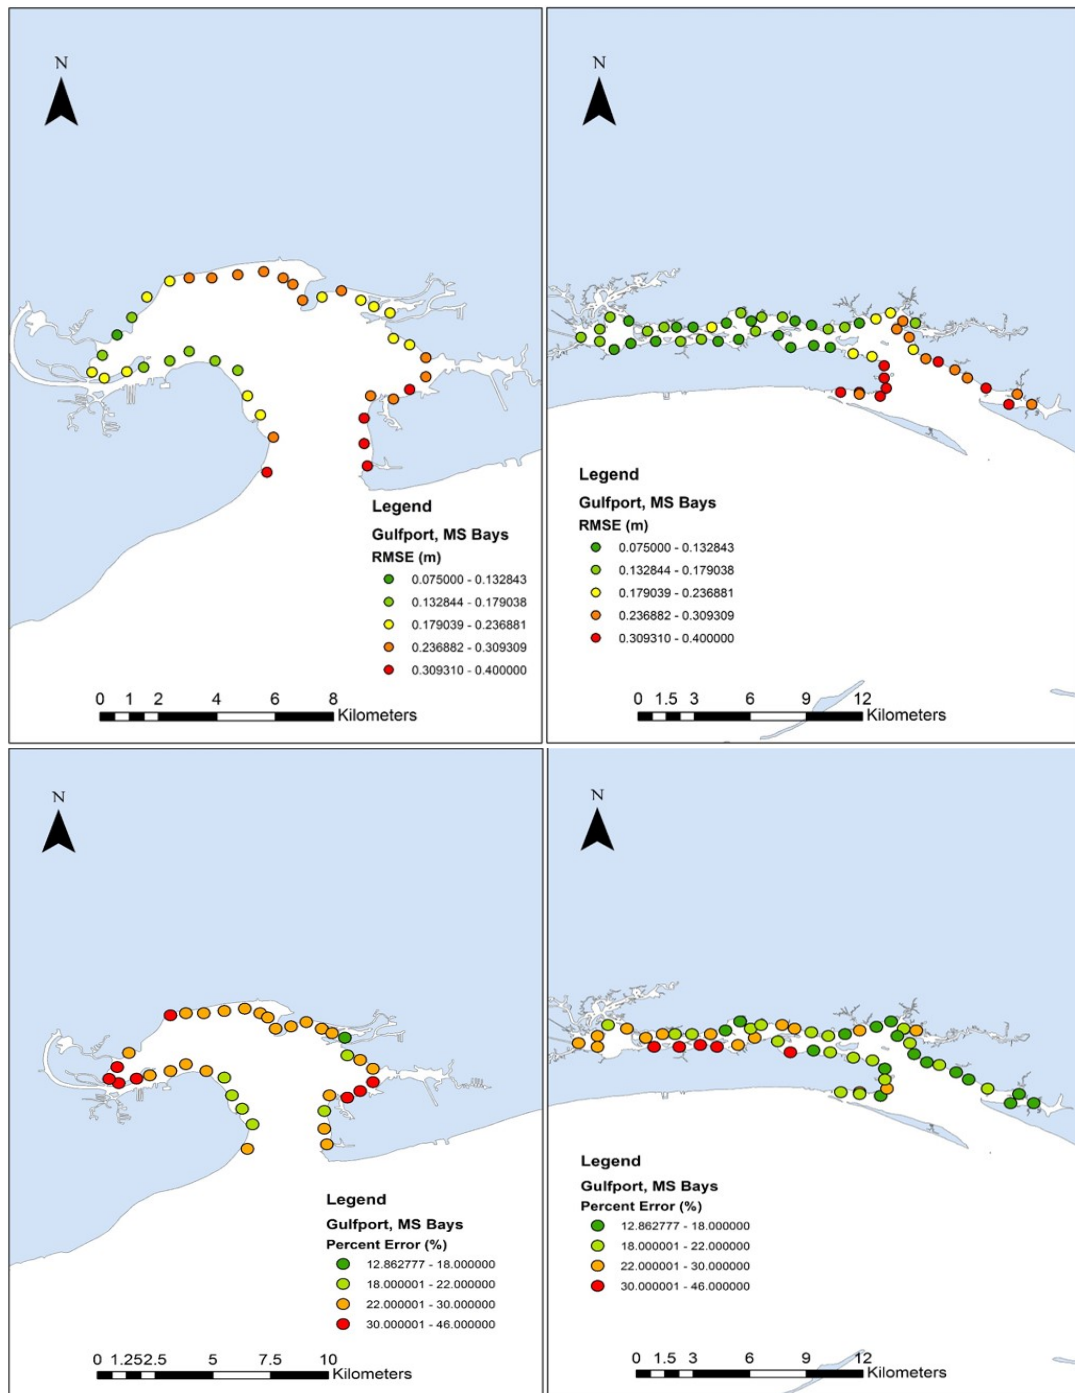 N
Legend
Gulfport, MS Bays
RMSE (m)
0.075000 - 0.132843
0.132844 - 0.179038
0.179039 - 0.236881
0.236882 - 0.309309
0.309310 - 0.400000
0 1 2 4 6 8
Kilometers
N
Legend
Gulfport, MS Bays
RMSE (m)
0.075000 - 0.132843
0.132844 - 0.179038
0.179039 - 0.236881
0.236882 - 0.309309
0.309310 - 0.400000
0 1.5 3 6 9 12
Kilometers
N
Legend
Gulfport, MS Bays
Percent Error (%)
12.862777 - 18.000000
18.000001 - 22.000000
22.000001 - 30.000000
30.000001 - 46.000000
0 1.252.5 5 7.5 10
Kilometers
N
Legend
Gulfport, MS Bays
Percent Error (%)
12.862777 - 18.000000
18.000001 - 22.000000
22.000001 - 30.000000
30.000001 - 46.000000
0 1.5 3 6 9 12
Kilometers